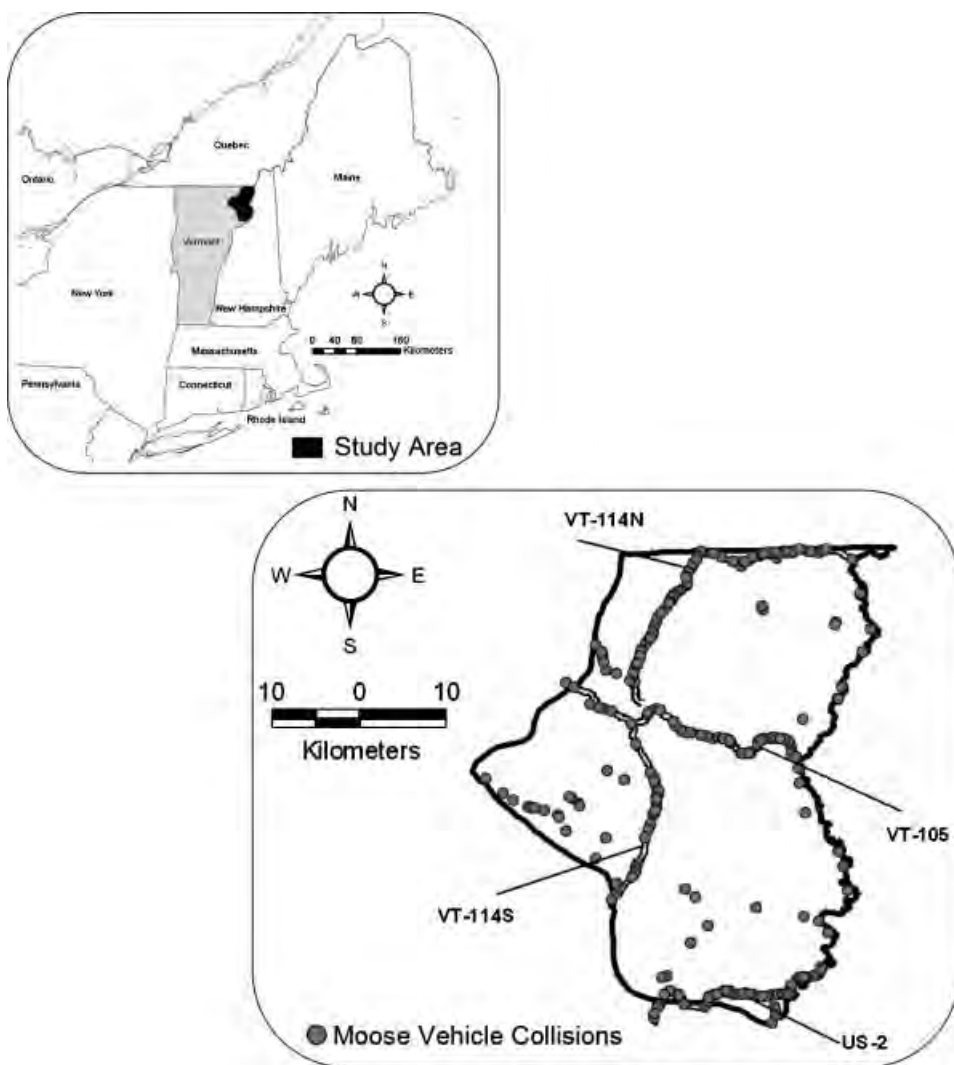 Quebec
Ontario
Maine
Vermont
N
W E
S
New York
New Hampshire
0 40 80 160
Kilometers
Massachusetts
Pennsylvania
Connecticut
Rhode Island
Study Area
VT-114N
N
W E
S
10 0 10
Kilometers
VT-105
VT-114S
Moose Vehicle Collisions
US-2